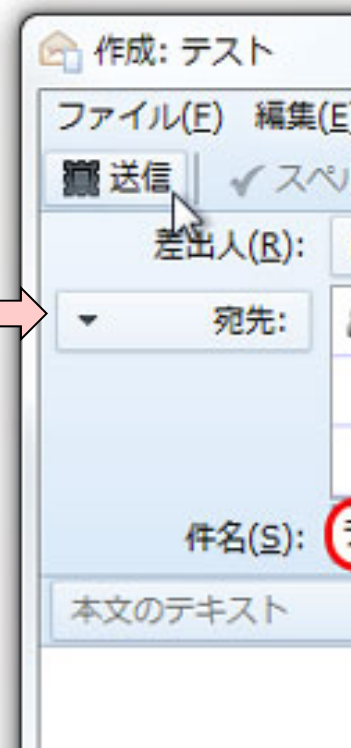 作成: テスト
ファイル(F) 編集(E)
送信 スペル
差出人(R):
宛先:
件名(S):
本文のテキスト